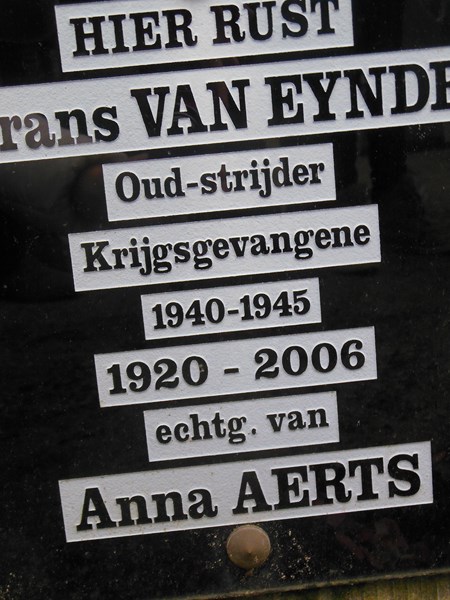 HIER RUST
rans VAN EYNDE
Oud-strijder
Krijgsgevangene
1940-1945
1920 - 2006
echtg. van
Anna AERTS